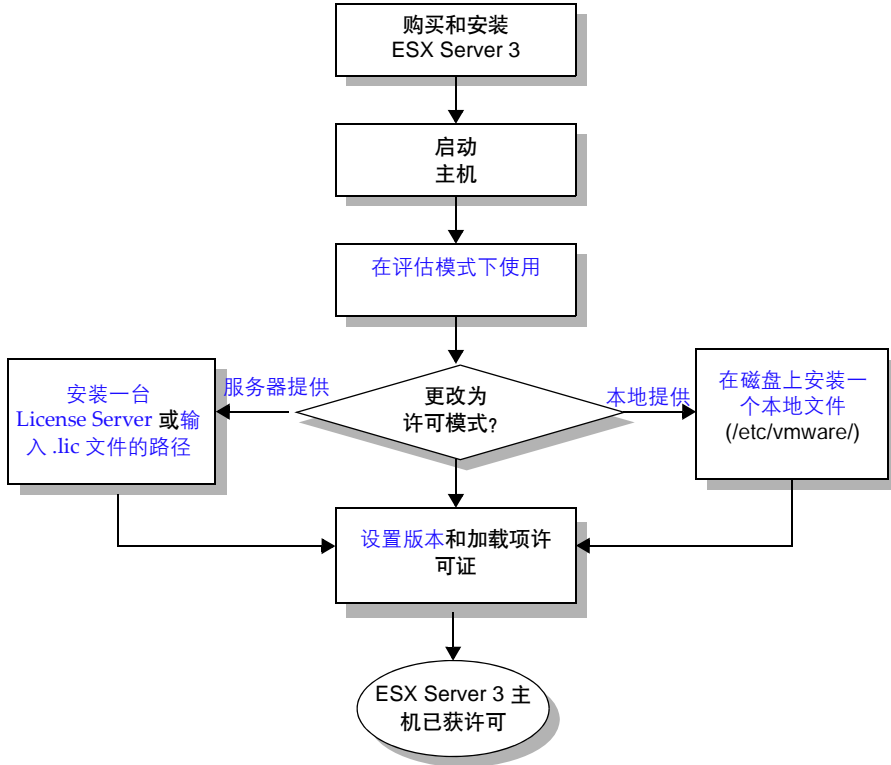 购买和安装
ESX Server 3
启动
主机
在评估模式下使用
服务器提供
更改为
许可模式？
本地提供
安装一台
License Server 或输
入 .lic 文件的路径
在磁盘上安装一
个本地文件
(/etc/vmware/)
设置版本和加载项许
可证
ESX Server 3 主
机已获许可